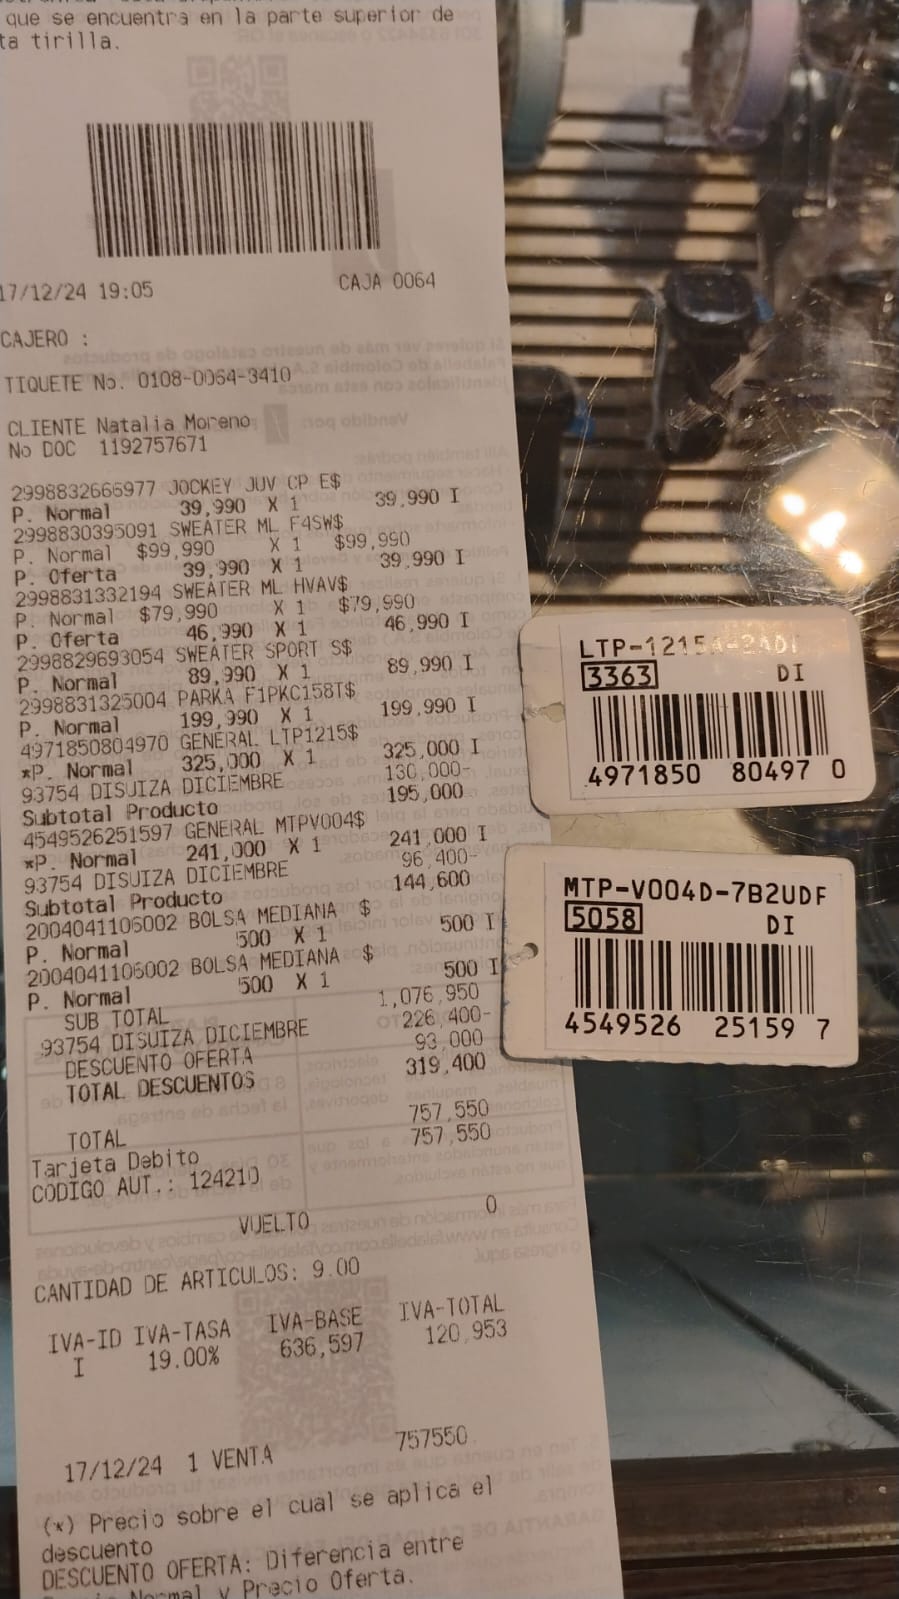 que se encuentra en la parte superior de
ta tirilla.
17/12/24 19:05 CAJA 0064
CAJERO :
TIQUETE No. 0108-0064-3410
CLIENTE Natalia Moreno
No DOC 1192757671
2998832666977 JOCKEY JUV CP E$
P. Normal 39,990 X 1 39,990 I
2998830395091 SWEATER ML F4SW$
P. Normal $99,990 X 1 $99,990
P. Oferta 39,990 X 1 39,990 I
2998831332194 SWEATER ML HVAV$
P. Normal $79,990 X 1 $79,990
P. Oferta 46,990 X 1 46,990 I
2998829693054 SWEATER SPORT S$
P. Normal 89,990 X 1 89,990 I
2998831325004 PARKA F1PKC158T$
P. Normal 199,990 X 1 199,990 I
4971850804970 GENERAL LTP1215$
*P. Normal 325,000 X 1 325,000 I
93754 DISUIZA DICIEMBRE 130,000-
Subtotal Producto 195,000
4549526251597 GENERAL MTPV004$
*P. Normal 241,000 X 1 241,000 I
93754 DISUIZA DICIEMBRE 96,400-
Subtotal Producto 144,600
2004041106002 BOLSA MEDIANA $
P. Normal 500 X 1 500 I
2004041106002 BOLSA MEDIANA $
P. Normal 500 X 1 500 I
SUB TOTAL 1,076,950
93754 DISUIZA DICIEMBRE 226,400-
DESCUENTO OFERTA 93,000
TOTAL DESCUENTOS 319,400
TOTAL 757,550
Tarjeta Debito 757,550
CODIGO AUT.: 124210
VUELTO 0
CANTIDAD DE ARTICULOS: 9.00
IVA-ID IVA-TASA IVA-BASE IVA-TOTAL
I 19.00% 636,597 120,953
17/12/24 1 VENTA 757550
(*) Precio sobre el cual se aplica el
descuento
DESCUENTO OFERTA: Diferencia entre
Normal y Precio Oferta.
LTP-1215A-2ADF
3363 DI
4971850 80497 0
MTP-V004D-7B2UDF
5058 DI
4549526 25159 7